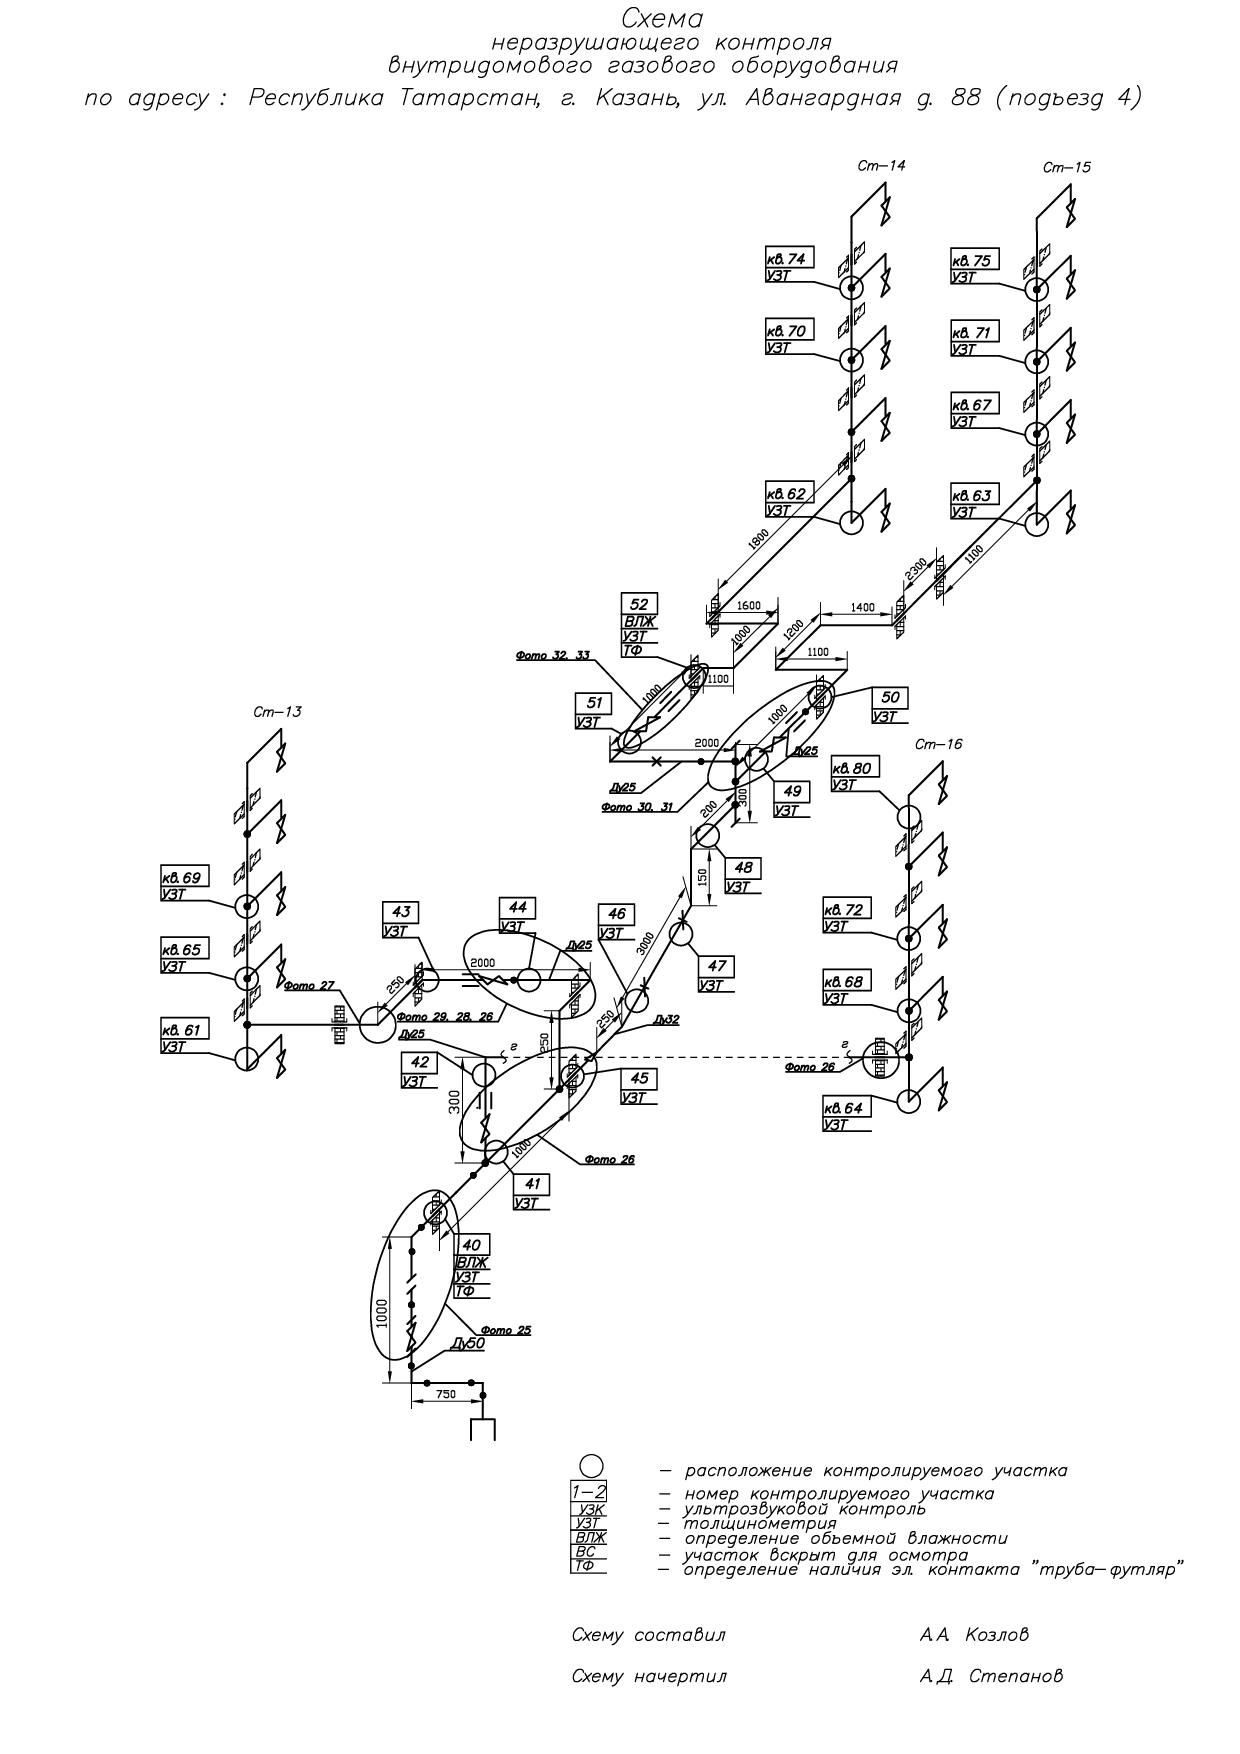 Схема
неразрушающего контроля
внутридомового газового оборудования
по адресу : Республика Татарстан, г. Казань, ул. Авангардная д. 88 (подъезд 4)
Ст-14
Ст-15
кв. 74
УЗТ
кв. 75
УЗТ
кв. 70
УЗТ
кв. 71
УЗТ
кв. 67
УЗТ
кв. 62
УЗТ
кв. 63
УЗТ
1800
1100
2300
52
ВЛЖ
УЗТ
ТФ
1600
1400
1000
1200
1100
Фото 32, 33
1100
1000
51
УЗТ
50
УЗТ
1000
Ст-13
2000
Ст-16
Ду25
кв. 80
УЗТ
Ду25
Фото 30, 31
300
49
УЗТ
200
48
УЗТ
150
кв. 69
УЗТ
43
УЗТ
44
УЗТ
46
УЗТ
кв. 72
УЗТ
кв. 65
УЗТ
Ду25
3000
2000
47
УЗТ
кв. 68
УЗТ
Фото 27
250
Фото 29, 28, 26
250
Ду32
кв. 61
УЗТ
Ду25
г
250
г
42
УЗТ
Фото 26
45
УЗТ
300
кв. 64
УЗТ
1000
Фото 26
41
УЗТ
40
ВЛЖ
УЗТ
ТФ
1000
Фото 25
Ду50
750
– расположение контролируемого участка
1-2 – номер контролируемого участка
УЗК – ультрозвуковой контроль
УЗТ – толщинометрия
ВЛЖ – определение объемной влажности
ВС – участок вскрыт для осмотра
ТФ – определение наличия эл. контакта "труба-футляр"
Схему составил А.А. Козлов
Схему начертил А.Д. Степанов